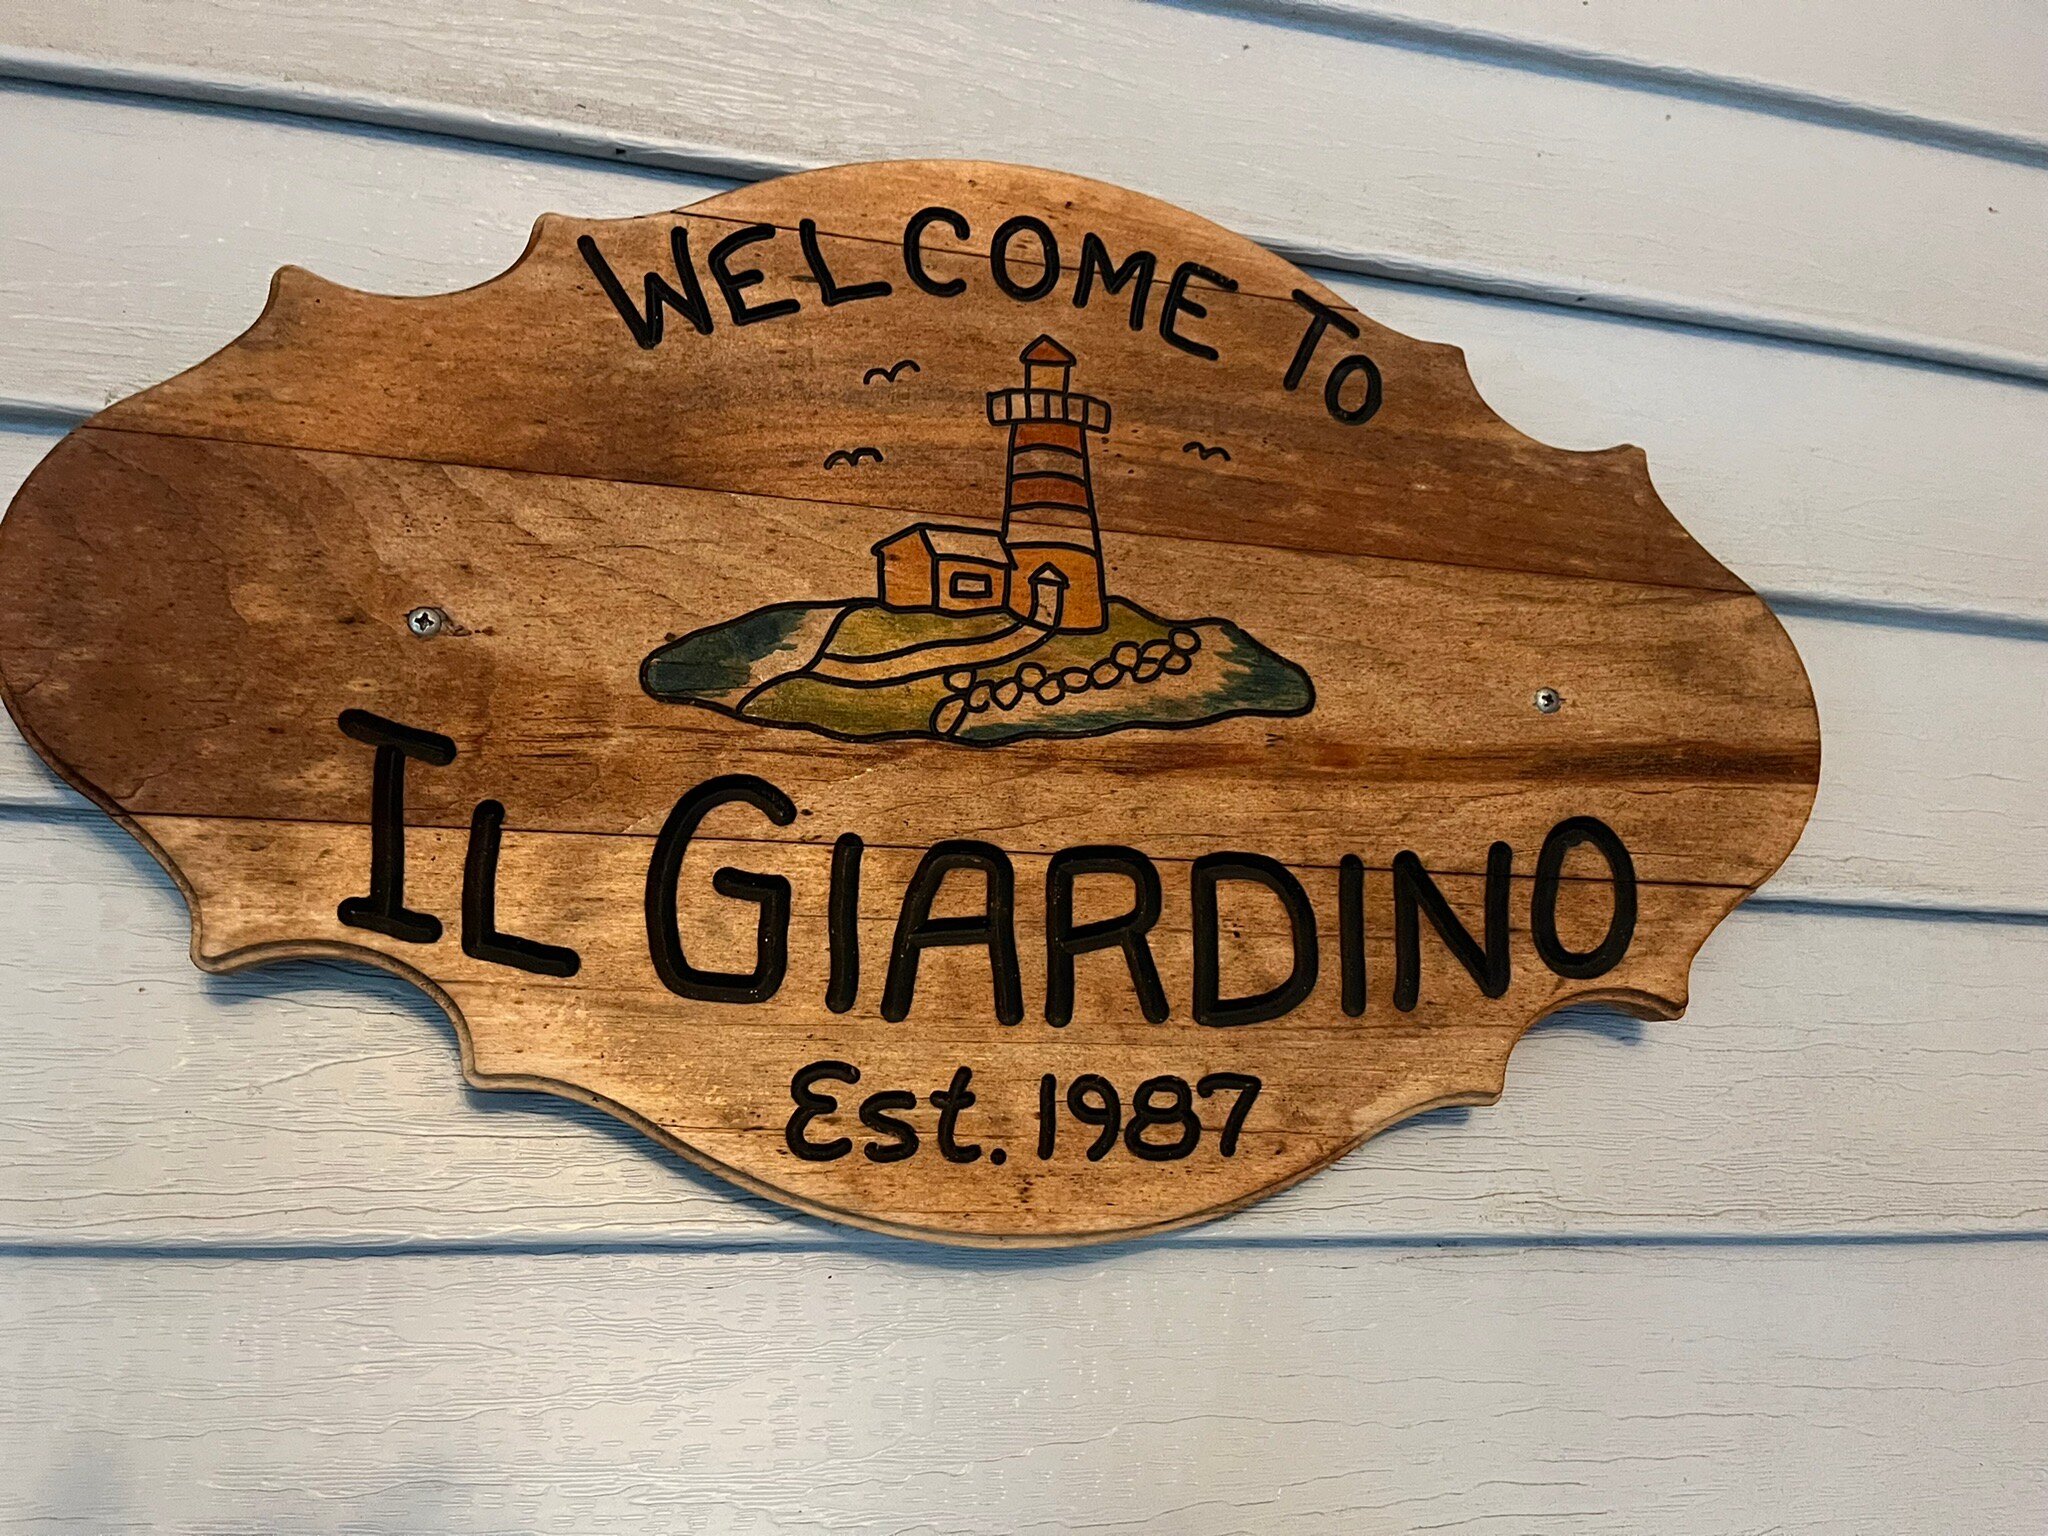 WELCOME TO
IL GIARDINO
Est. 1987